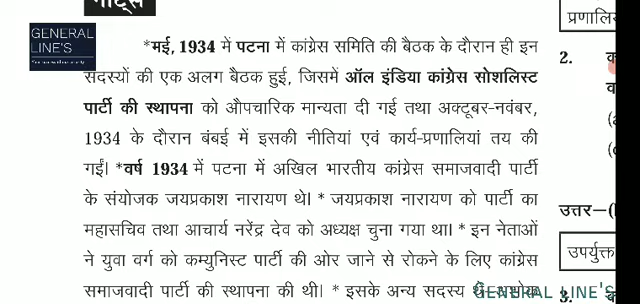 नोट्स
GENERAL
LINE'S
*मई, 1934 में पटना में कांग्रेस समिति की बैठक के दौरान ही इन
सदस्यों की एक अलग बैठक हुई, जिसमें ऑल इंडिया कांग्रेस सोशलिस्ट
पार्टी की स्थापना को औपचारिक मान्यता दी गई तथा अक्टूबर-नवंबर,
1934 के दौरान बंबई में इसकी नीतियां एवं कार्य-प्रणालियां तय की
गईं। *वर्ष 1934 में पटना में अखिल भारतीय कांग्रेस समाजवादी पार्टी
के संयोजक जयप्रकाश नारायण थे। * जयप्रकाश नारायण को पार्टी का
महासचिव तथा आचार्य नरेंद्र देव को अध्यक्ष चुना गया था। * इन नेताओं
ने युवा वर्ग को कम्युनिस्ट पार्टी की ओर जाने से रोकने के लिए कांग्रेस
समाजवादी पार्टी की स्थापना की थी। * इसके अन्य सदस्य थे-
GENERAL LINE'S
प्रणालि
2.
उत्तर–(
उपर्युक्त
3.